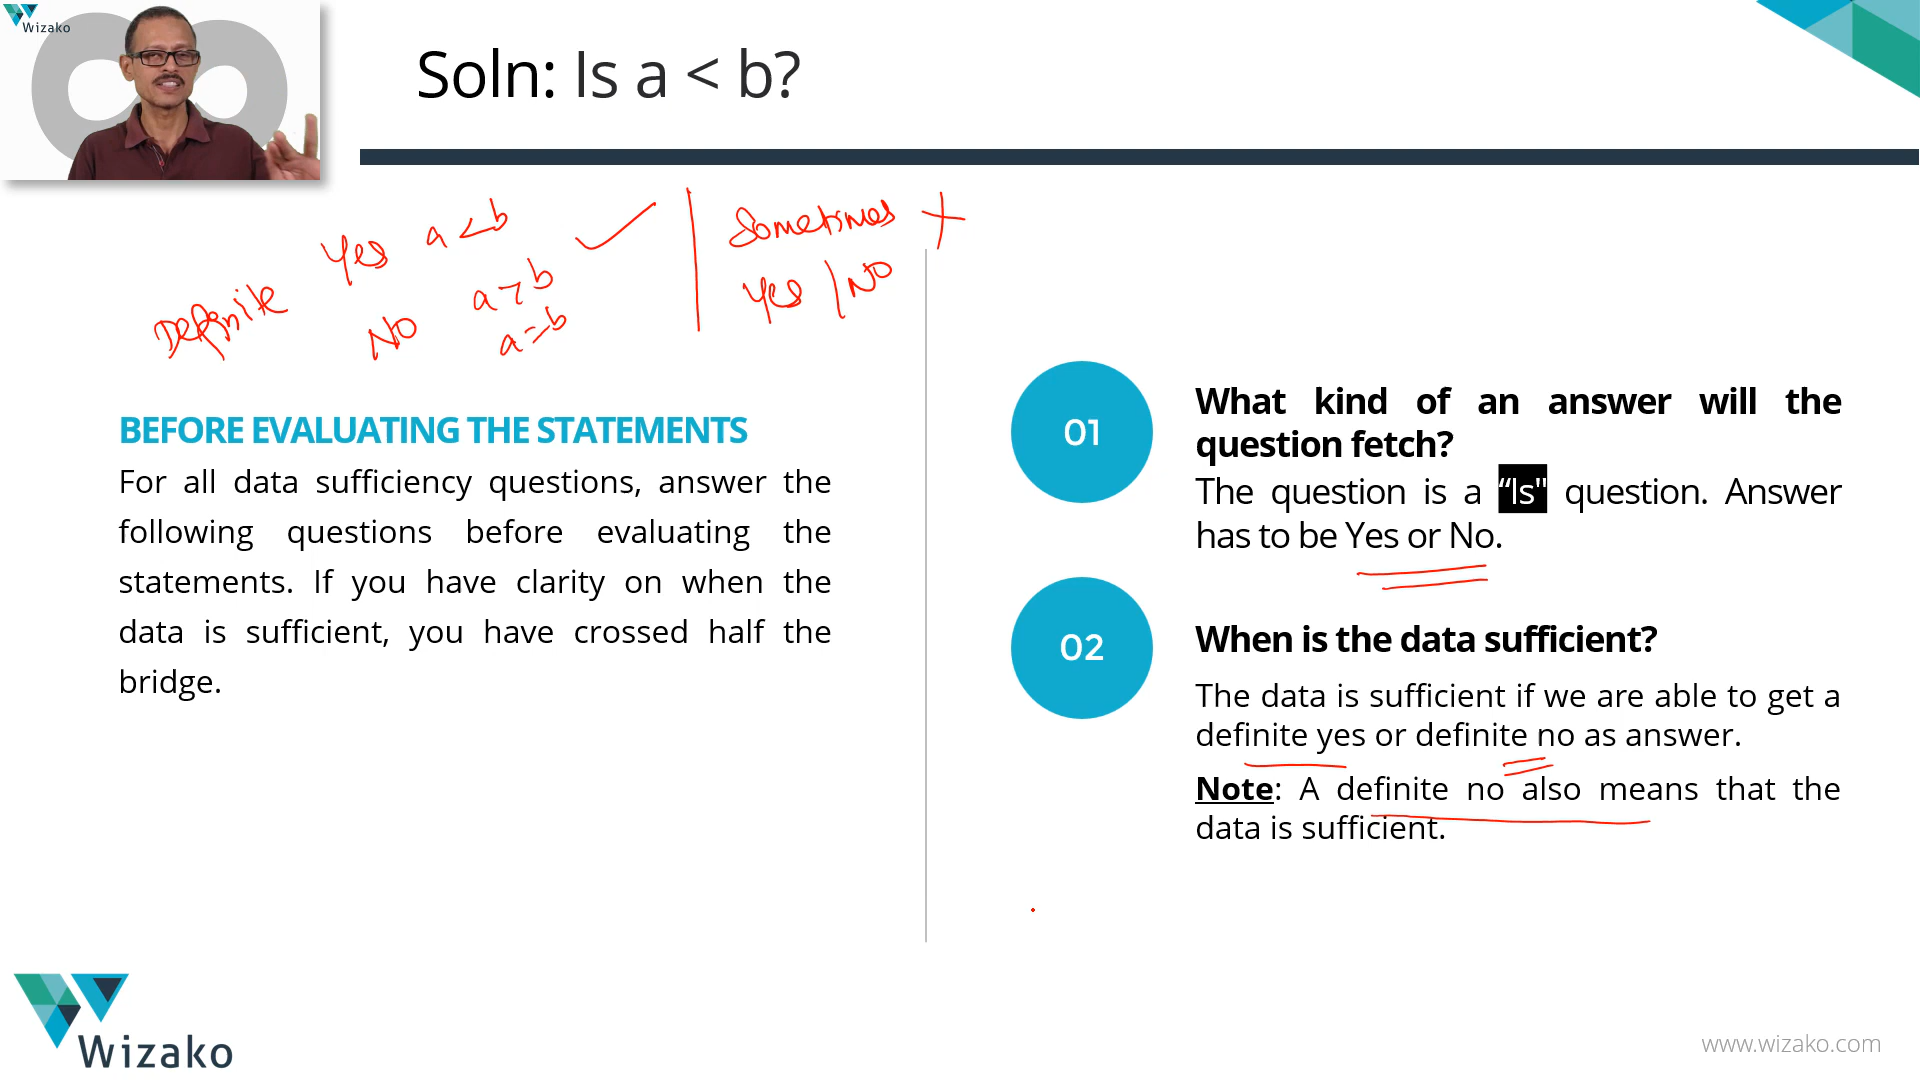 Wizako
Soln: Is a < b?
Definite Yes a < b
No a > b
a = b
Sometimes
Yes / No
BEFORE EVALUATING THE STATEMENTS
For all data sufficiency questions, answer the
following questions before evaluating the
statements. If you have clarity on when the
data is sufficient, you have crossed half the
bridge.
01
What kind of an answer will the
question fetch?
The question is a “Is" question. Answer
has to be Yes or No.
02
When is the data sufficient?
The data is sufficient if we are able to get a
definite yes or definite no as answer.
Note: A definite no also means that the
data is sufficient.
Wizako
www.wizako.com